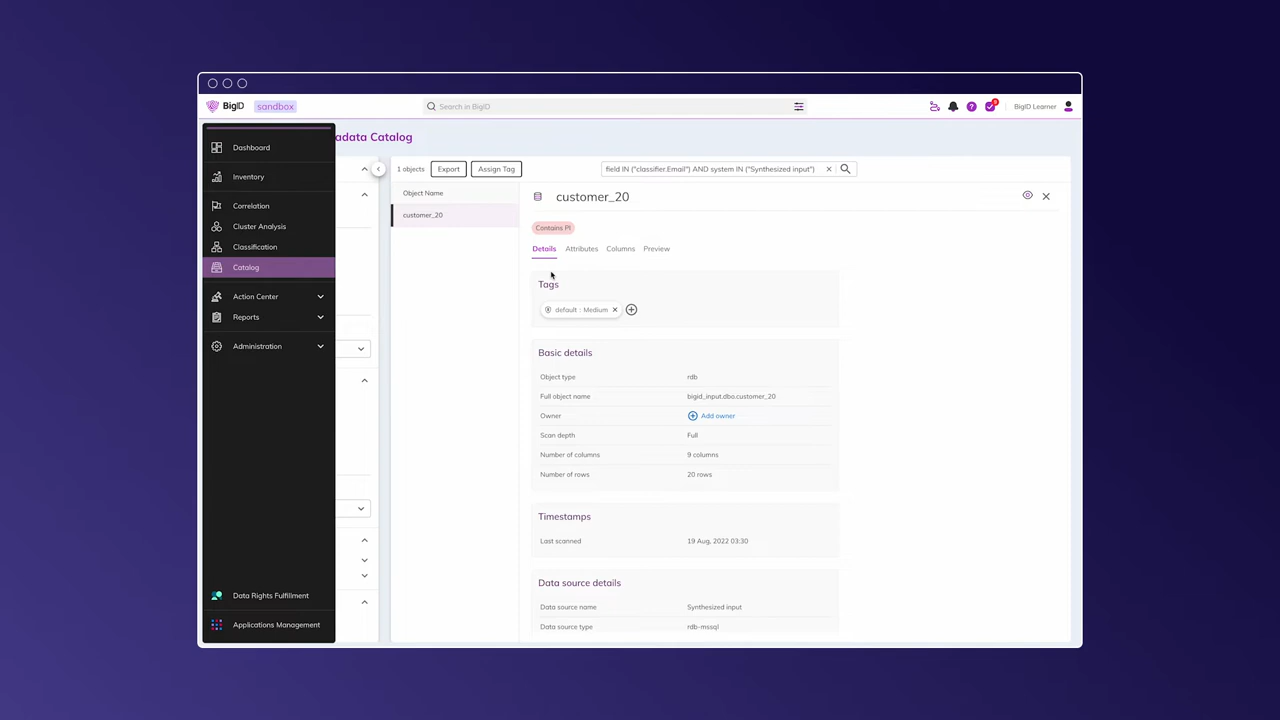 BigID sandbox
Search in BigID
8
BigID Learner
adata Catalog
Dashboard
Inventory
Correlation
Cluster Analysis
Classification
Catalog
Action Center
Reports
Administration
Data Rights Fulfillment
Applications Management
1 objects
Export
Assign Tag
field IN ("classifier.Email") AND system IN ("Synthesized input")
Object Name
customer_20
customer_20
Contains PI
Details Attributes Columns Preview
Tags
default : Medium
Basic details
Object type rdb
Full object name bigid_input.dbo.customer_20
Owner Add owner
Scan depth Full
Number of columns 9 columns
Number of rows 20 rows
Timestamps
Last scanned 19 Aug, 2022 03:30
Data source details
Data source name Synthesized input
Data source type rdb-mssql